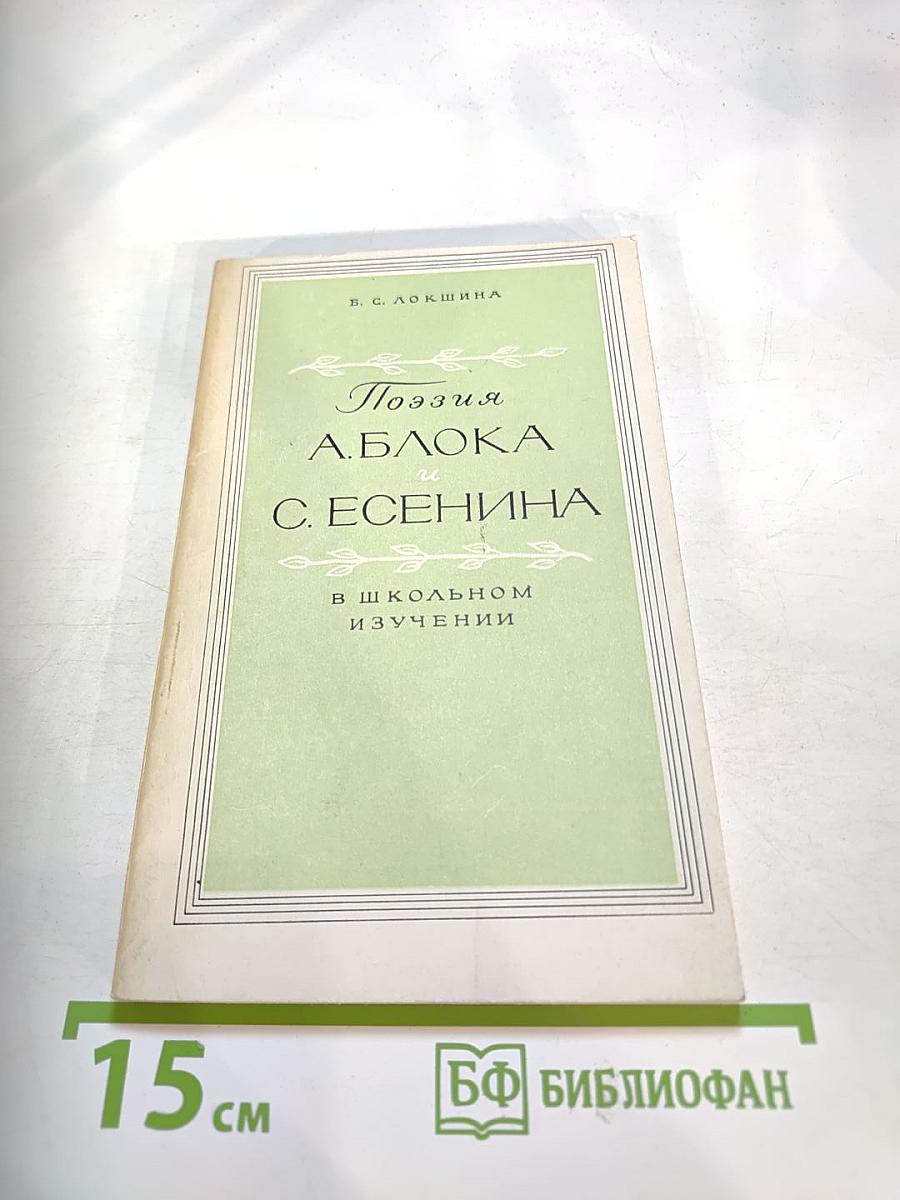 Б. С. ЛОКШИНА
Поэзия
А. БЛОКА
и
С. ЕСЕНИНА
В ШКОЛЬНОМ
ИЗУЧЕНИИ
15 см
БФ БИБЛИОФАН